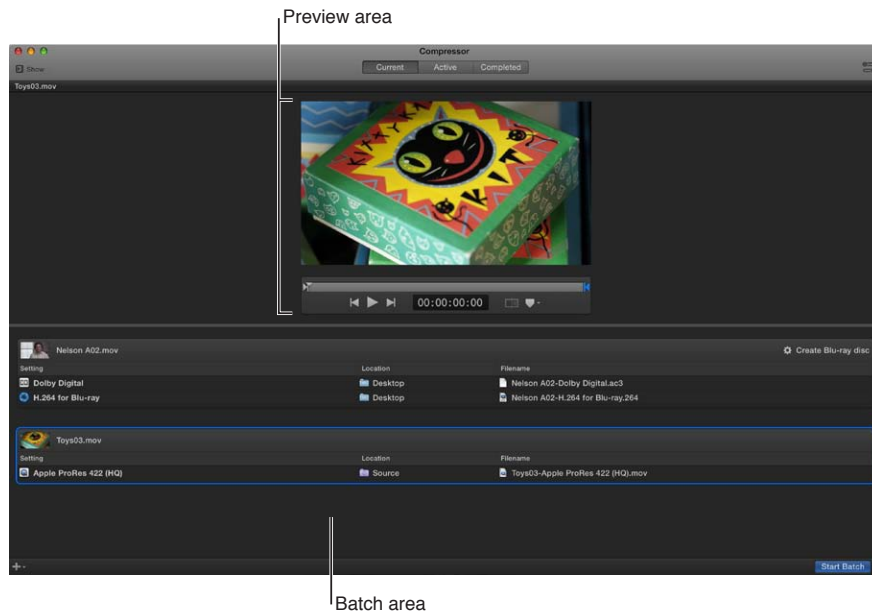 Preview area
Compressor
Show
Current Active Completed
Toys03.mov
KITTYKAT
KIT
00:00:00:00
Nelson A02.mov Create Blu-ray disc
Setting Location Filename
Dolby Digital Desktop Nelson A02-Dolby Digital.ac3
H.264 for Blu-ray Desktop Nelson A02-H.264 for Blu-ray.264
Toys03.mov
Setting Location Filename
Apple ProRes 422 (HQ) Source Toys03-Apple ProRes 422 (HQ).mov
Start Batch
Batch area